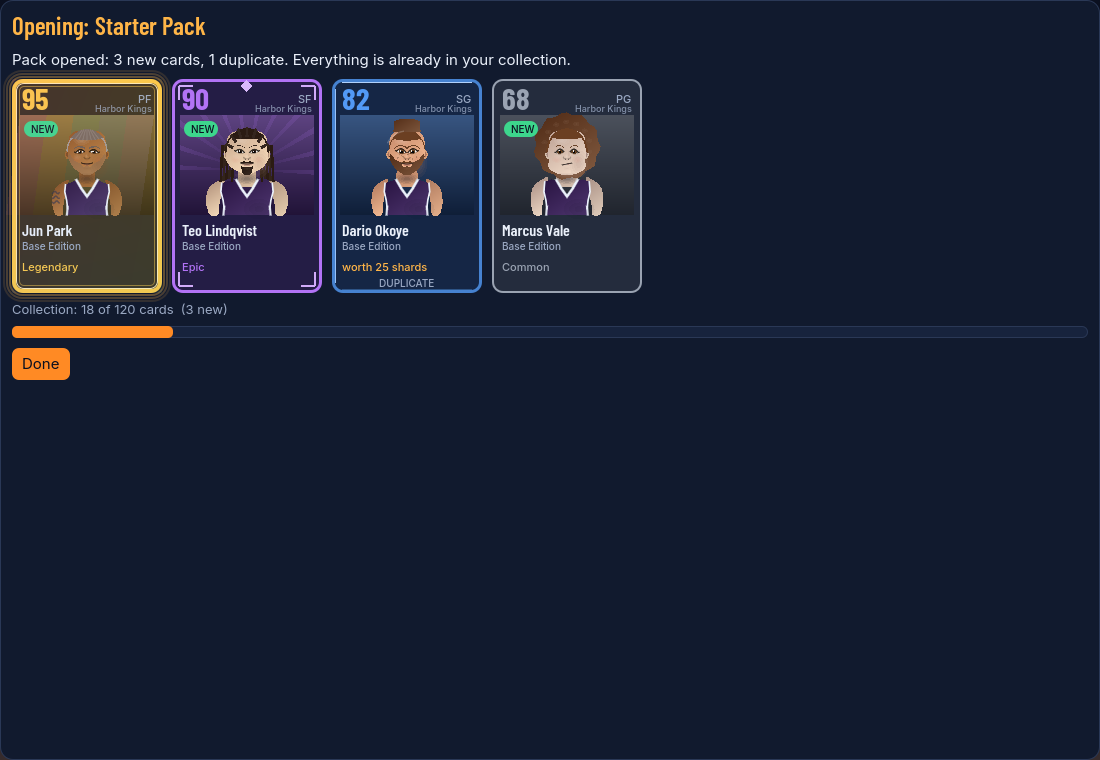 Opening: Starter Pack
Pack opened: 3 new cards, 1 duplicate. Everything is already in your collection.
95 PF
Harbor Kings
NEW
Jun Park
Base Edition
Legendary
90 SF
Harbor Kings
NEW
Teo Lindqvist
Base Edition
Epic
82 SG
Harbor Kings
Dario Okoye
Base Edition
worth 25 shards
DUPLICATE
68 PG
Harbor Kings
NEW
Marcus Vale
Base Edition
Common
Collection: 18 of 120 cards (3 new)
Done